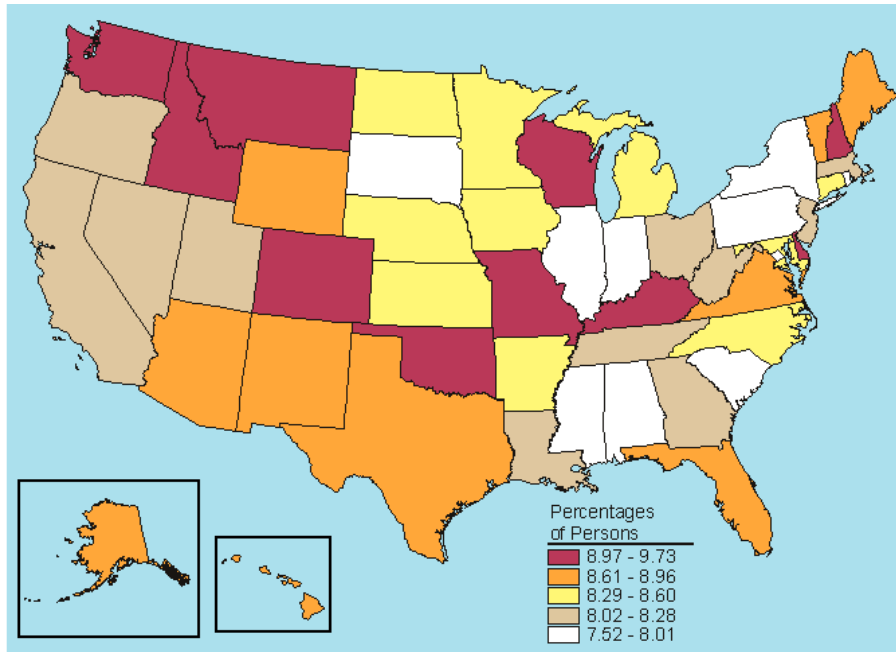 Percentages
of Persons
8.97 - 9.73
8.61 - 8.96
8.29 - 8.60
8.02 - 8.28
7.52 - 8.01